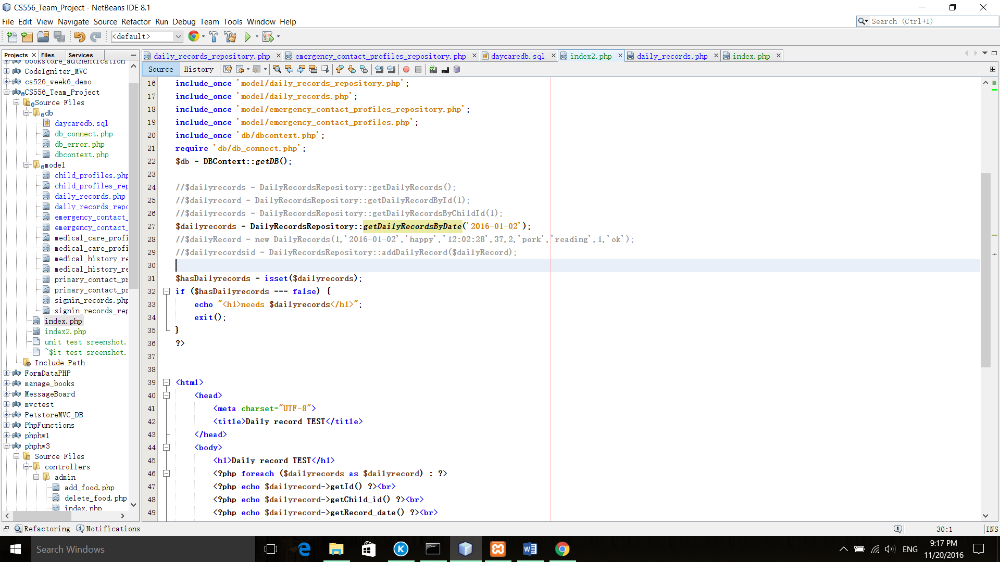 CS556_Team_Project - NetBeans IDE 8.1
File Edit View Navigate Source Refactor Run Debug Team Tools Window Help
Search (Ctrl+I)
<default>
Projects Files Services
daily_records_repository.php emergency_contact_profiles_repository.php daycaredb.sql index2.php daily_records.php index.php
Source History
bookstore_authentication
CodeIgniter_MVC
cs526_week6_demo
CS556_Team_Project
Source Files
db
daycaredb.sql
db_connect.php
db_error.php
dbcontext.php
model
child_profiles.php
child_profiles_rep
daily_records.php
daily_records_repo
emergency_contact_
emergency_contact_
medical_care_profi
medical_care_profi
medical_history_re
medical_history_re
primary_contact_pr
primary_contact_pr
signin_records.php
signin_records_rep
index.php
index2.php
unit test sreenshot.
~$it test sreenshot.
Include Path
FormDataPHP
manage_books
MessageBoard
mvctest
PetstoreMVC_DB
PhpFunctions
phphw1
phphw3
Source Files
controllers
admin
add_food.php
delete_food.php
index.php
16 include_once 'model/daily_records_repository.php';
17 include_once 'model/daily_records.php';
18 include_once 'model/emergency_contact_profiles_repository.php';
19 include_once 'model/emergency_contact_profiles.php';
20 include_once 'db/dbcontext.php';
21 require 'db/db_connect.php';
22 $db = DBContext::getDB();
23
24 //$dailyrecords = DailyRecordsRepository::getDailyRecords();
25 //$dailyrecord = DailyRecordsRepository::getDailyRecordById(1);
26 //$dailyrecords = DailyRecordsRepository::getDailyRecordsByChildId(1);
27 $dailyrecords = DailyRecordsRepository::getDailyRecordsByDate('2016-01-02');
28 //$dailyRecord = new DailyRecords(1,'2016-01-02','happy','12:02:28',37,2,'pork','reading',1,'ok');
29 //$dailyrecordsid = DailyRecordsRepository::addDailyRecord($dailyRecord);
30
31 $hasDailyrecords = isset($dailyrecords);
32 if ($hasDailyrecords === false) {
33 echo "<h1>needs $dailyrecords</h1>";
34 exit();
35 }
36 ?>
37
38
39 <html>
40 <head>
41 <meta charset="UTF-8">
42 <title>Daily record TEST</title>
43 </head>
44 <body>
45 <h1>Daily record TEST</h1>
46 <?php foreach ($dailyrecords as $dailyrecord) : ?>
47 <?php echo $dailyrecord->getId() ?><br>
48 <?php echo $dailyrecord->getChild_id() ?><br>
49 <?php echo $dailyrecord->getRecord_date() ?><br>
Refactoring Notifications
30:1 INS
Search Windows
ENG
9:17 PM
11/20/2016